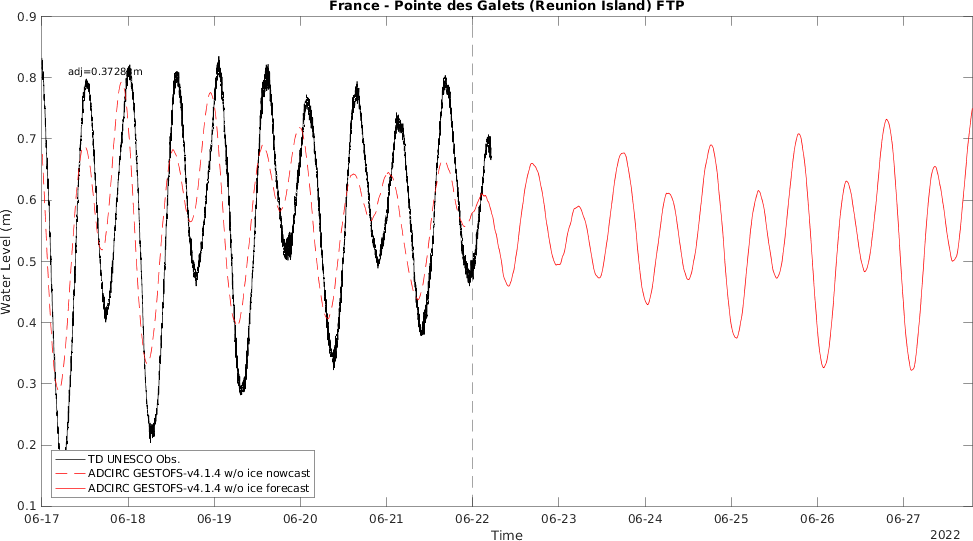 France - Pointe des Galets (Reunion Island) FTP
0.9
0.8
0.7
0.6
0.5
0.4
0.3
0.2
0.1
Water Level (m)
TD UNESCO Obs.
ADCIRC GESTOFS-v4.1.4 w/o ice nowcast
ADCIRC GESTOFS-v4.1.4 w/o ice forecast
06-17 06-18 06-19 06-20 06-21 06-22 06-23 06-24 06-25 06-26 06-27
Time
2022